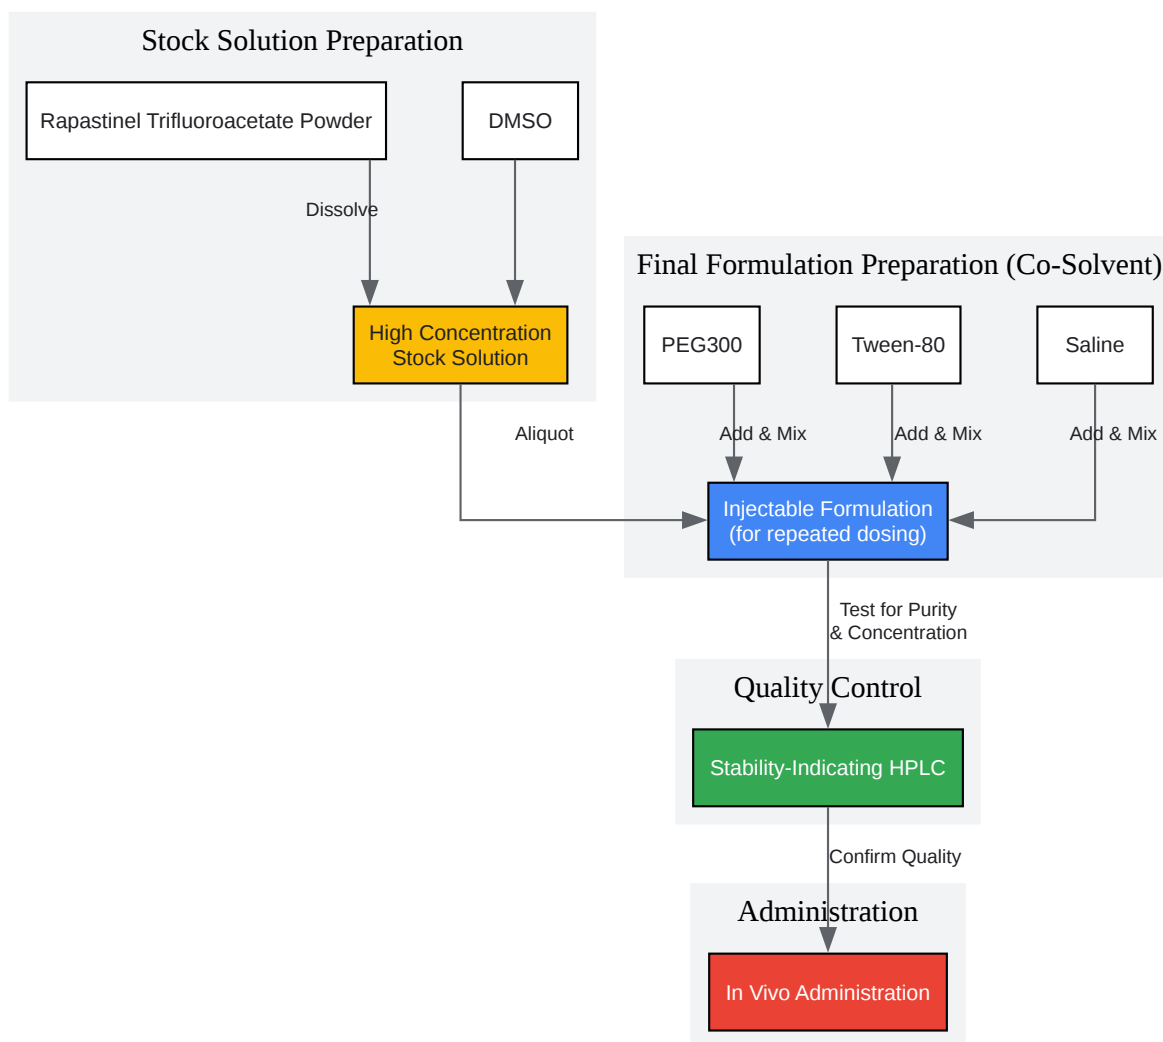 Stock Solution Preparation
Rapastinel Trifluoroacetate Powder
DMSO
Dissolve
High Concentration
Stock Solution
Aliquot
Final Formulation Preparation (Co-Solvent)
PEG300
Tween-80
Saline
Add & Mix
Add & Mix
Add & Mix
Injectable Formulation
(for repeated dosing)
Test for Purity
& Concentration
Quality Control
Stability-Indicating HPLC
Confirm Quality
Administration
In Vivo Administration